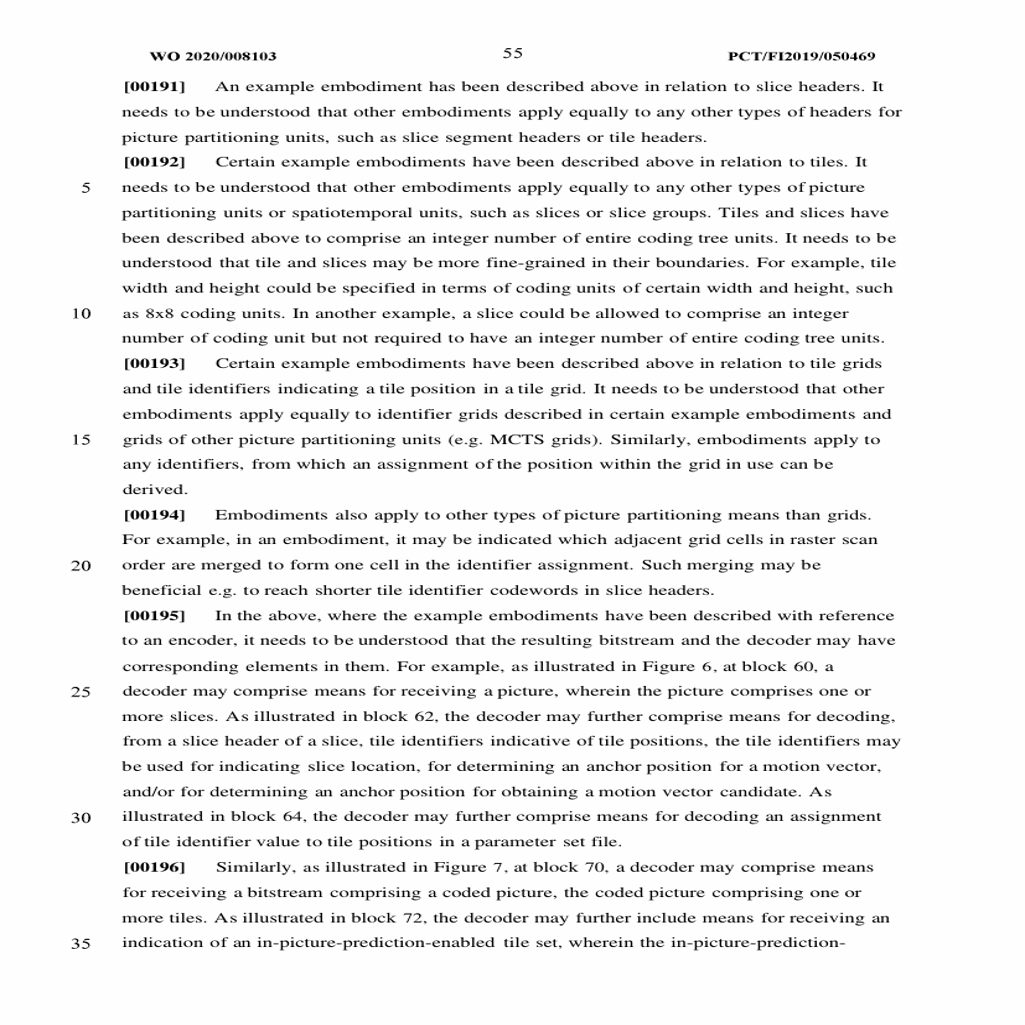 WO 2020/008103 55 PCT/FI2019/050469
[00191] An example embodiment has been described above in relation to slice headers. It
needs to be understood that other embodiments apply equally to any other types of headers for
picture partitioning units, such as slice segment headers or tile headers.
[00192] Certain example embodiments have been described above in relation to tiles. It
5 needs to be understood that other embodiments apply equally to any other types of picture
partitioning units or spatiotemporal units, such as slices or slice groups. Tiles and slices have
been described above to comprise an integer number of entire coding tree units. It needs to be
understood that tile and slices may be more fine-grained in their boundaries. For example, tile
width and height could be specified in terms of coding units of certain width and height, such
10 as 8x8 coding units. In another example, a slice could be allowed to comprise an integer
number of coding unit but not required to have an integer number of entire coding tree units.
[00193] Certain example embodiments have been described above in relation to tile grids
and tile identifiers indicating a tile position in a tile grid. It needs to be understood that other
embodiments apply equally to identifier grids described in certain example embodiments and
15 grids of other picture partitioning units (e.g. MCTS grids). Similarly, embodiments apply to
any identifiers, from which an assignment of the position within the grid in use can be
derived.
[00194] Embodiments also apply to other types of picture partitioning means than grids.
For example, in an embodiment, it may be indicated which adjacent grid cells in raster scan
20 order are merged to form one cell in the identifier assignment. Such merging may be
beneficial e.g. to reach shorter tile identifier codewords in slice headers.
[00195] In the above, where the example embodiments have been described with reference
to an encoder, it needs to be understood that the resulting bitstream and the decoder may have
corresponding elements in them. For example, as illustrated in Figure 6, at block 60, a
25 decoder may comprise means for receiving a picture, wherein the picture comprises one or
more slices. As illustrated in block 62, the decoder may further comprise means for decoding,
from a slice header of a slice, tile identifiers indicative of tile positions, the tile identifiers may
be used for indicating slice location, for determining an anchor position for a motion vector,
and/or for determining an anchor position for obtaining a motion vector candidate. As
30 illustrated in block 64, the decoder may further comprise means for decoding an assignment
of tile identifier value to tile positions in a parameter set file.
[00196] Similarly, as illustrated in Figure 7, at block 70, a decoder may comprise means
for receiving a bitstream comprising a coded picture, the coded picture comprising one or
more tiles. As illustrated in block 72, the decoder may further include means for receiving an
35 indication of an in-picture-prediction-enabled tile set, wherein the in-picture-prediction-